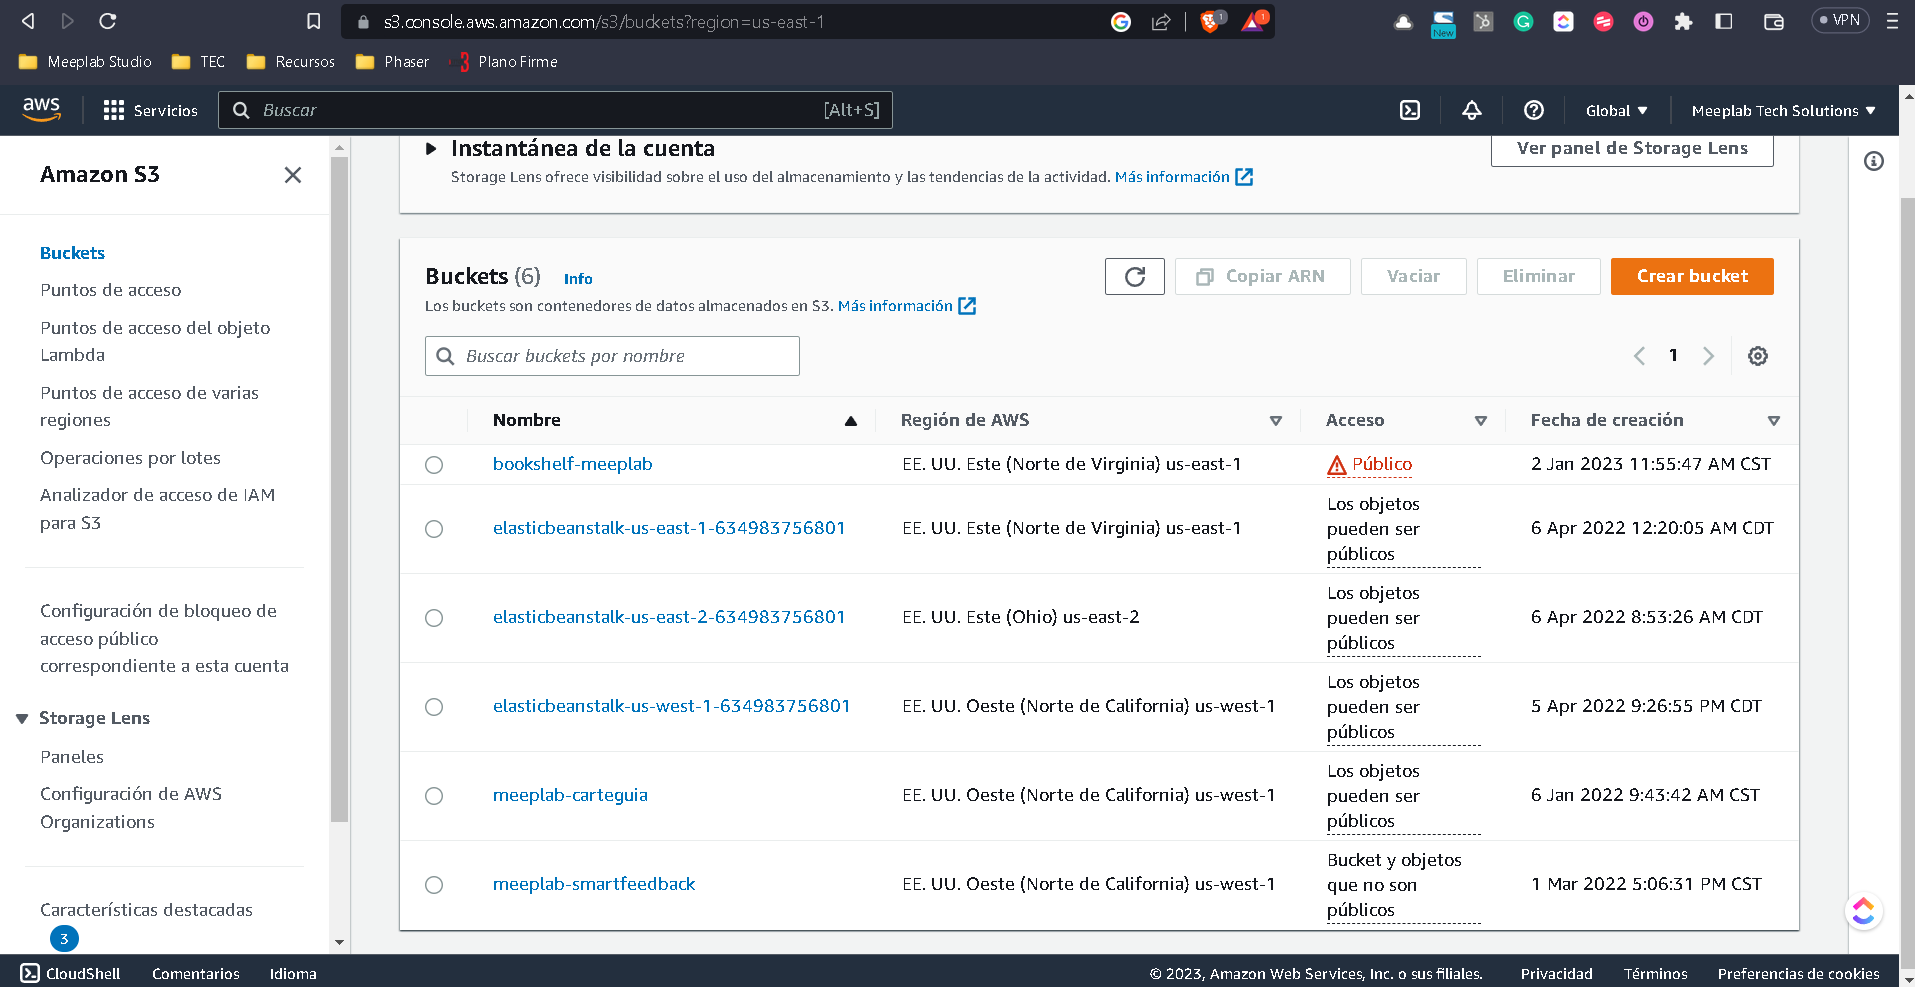 s3.console.aws.amazon.com/s3/buckets?region=us-east-1
1
1
New
VPN
Meeplab Studio
TEC
Recursos
Phaser
Plano Firme
aws
Servicios
Buscar
[Alt+S]
Global
Meeplab Tech Solutions
Amazon S3
Buckets
Puntos de acceso
Puntos de acceso del objeto
Lambda
Puntos de acceso de varias
regiones
Operaciones por lotes
Analizador de acceso de IAM
para S3
Configuración de bloqueo de
acceso público
correspondiente a esta cuenta
Storage Lens
Paneles
Configuración de AWS
Organizations
Características destacadas
3
Instantánea de la cuenta
Storage Lens ofrece visibilidad sobre el uso del almacenamiento y las tendencias de la actividad. Más información
Ver panel de Storage Lens
Buckets (6) Info
Los buckets son contenedores de datos almacenados en S3. Más información
Copiar ARN
Vaciar
Eliminar
Crear bucket
Buscar buckets por nombre
1
Nombre Región de AWS Acceso Fecha de creación
bookshelf-meeplab EE. UU. Este (Norte de Virginia) us-east-1 Público 2 Jan 2023 11:55:47 AM CST
elasticbeanstalk-us-east-1-634983756801 EE. UU. Este (Norte de Virginia) us-east-1
Los objetos
pueden ser
públicos
6 Apr 2022 12:20:05 AM CDT
elasticbeanstalk-us-east-2-634983756801 EE. UU. Este (Ohio) us-east-2
Los objetos
pueden ser
públicos
6 Apr 2022 8:53:26 AM CDT
elasticbeanstalk-us-west-1-634983756801 EE. UU. Oeste (Norte de California) us-west-1
Los objetos
pueden ser
públicos
5 Apr 2022 9:26:55 PM CDT
meeplab-carteguia EE. UU. Oeste (Norte de California) us-west-1
Los objetos
pueden ser
públicos
6 Jan 2022 9:43:42 AM CST
meeplab-smartfeedback EE. UU. Oeste (Norte de California) us-west-1
Bucket y objetos
que no son
públicos
1 Mar 2022 5:06:31 PM CST
CloudShell
Comentarios
Idioma
© 2023, Amazon Web Services, Inc. o sus filiales.
Privacidad
Términos
Preferencias de cookies